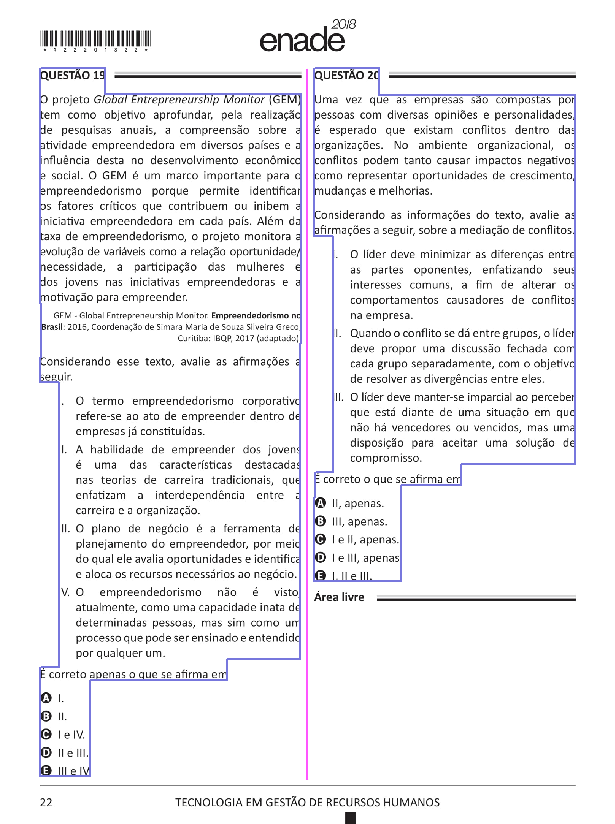 *R22201822*
enade 2018
QUESTÃO 19
O projeto Global Entrepreneurship Monitor (GEM)
tem como objetivo aprofundar, pela realização
de pesquisas anuais, a compreensão sobre a
atividade empreendedora em diversos países e a
influência desta no desenvolvimento econômico
e social. O GEM é um marco importante para o
empreendedorismo porque permite identificar
os fatores críticos que contribuem ou inibem a
iniciativa empreendedora em cada país. Além da
taxa de empreendedorismo, o projeto monitora a
evolução de variáveis como a relação oportunidade/
necessidade, a participação das mulheres e
dos jovens nas iniciativas empreendedoras e a
motivação para empreender.
GEM - Global Entrepreneurship Monitor. Empreendedorismo no
Brasil: 2016, Coordenação de Simara Maria de Souza Silveira Greco,
Curitiba: IBQP, 2017 (adaptado).
Considerando esse texto, avalie as afirmações a
seguir.
I. O termo empreendedorismo corporativo
refere-se ao ato de empreender dentro de
empresas já constituídas.
II. A habilidade de empreender dos jovens
é uma das características destacadas
nas teorias de carreira tradicionais, que
enfatizam a interdependência entre a
carreira e a organização.
III. O plano de negócio é a ferramenta de
planejamento do empreendedor, por meio
do qual ele avalia oportunidades e identifica
e aloca os recursos necessários ao negócio.
IV. O empreendedorismo não é visto,
atualmente, como uma capacidade inata de
determinadas pessoas, mas sim como um
processo que pode ser ensinado e entendido
por qualquer um.
É correto apenas o que se afirma em
A I.
B II.
C I e IV.
D II e III.
E III e IV.
QUESTÃO 20
Uma vez que as empresas são compostas por
pessoas com diversas opiniões e personalidades,
é esperado que existam conflitos dentro das
organizações. No ambiente organizacional, os
conflitos podem tanto causar impactos negativos
como representar oportunidades de crescimento,
mudanças e melhorias.
Considerando as informações do texto, avalie as
afirmações a seguir, sobre a mediação de conflitos.
I. O líder deve minimizar as diferenças entre
as partes oponentes, enfatizando seus
interesses comuns, a fim de alterar os
comportamentos causadores de conflitos
na empresa.
II. Quando o conflito se dá entre grupos, o líder
deve propor uma discussão fechada com
cada grupo separadamente, com o objetivo
de resolver as divergências entre eles.
III. O líder deve manter-se imparcial ao perceber
que está diante de uma situação em que
não há vencedores ou vencidos, mas uma
disposição para aceitar uma solução de
compromisso.
É correto o que se afirma em
A II, apenas.
B III, apenas.
C I e II, apenas.
D I e III, apenas.
E I, II e III.
Área livre
22
TECNOLOGIA EM GESTÃO DE RECURSOS HUMANOS